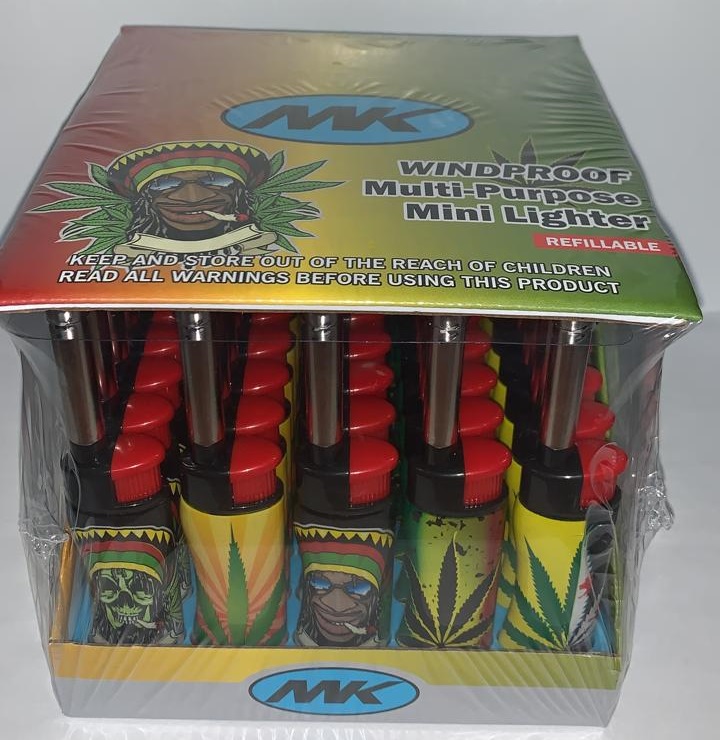 MK
WINDPROOF
Multi-Purpose
Mini Lighter
REFILLABLE
KEEP AND STORE OUT OF THE REACH OF CHILDREN
READ ALL WARNINGS BEFORE USING THIS PRODUCT
MK